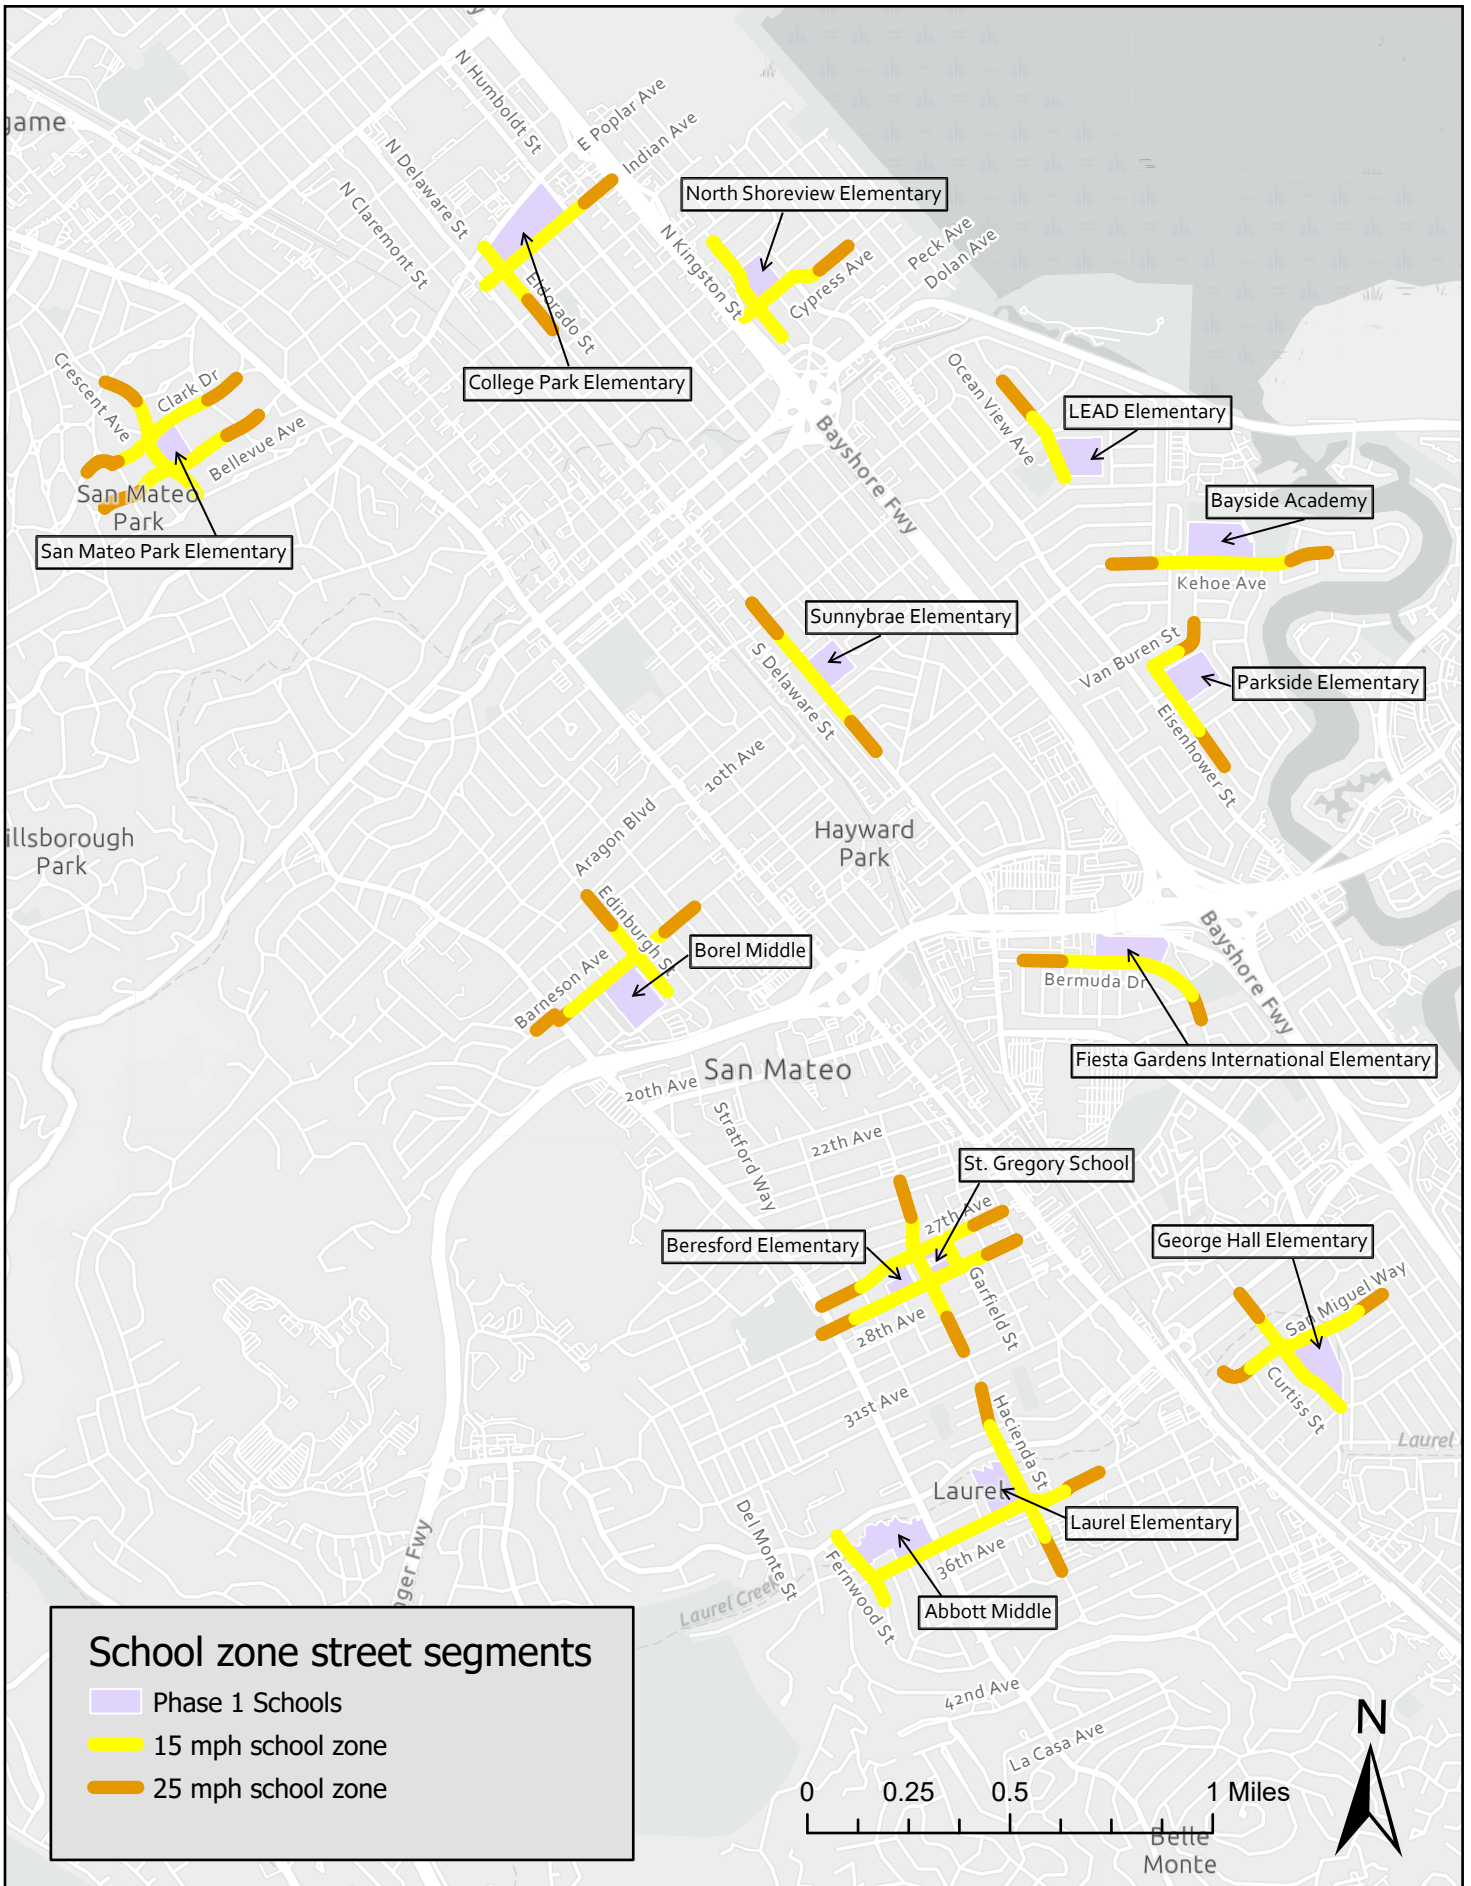 game
N Humboldt St
E Poplar Ave
Indian Ave
N Delaware St
N Claremont St
North Shoreview Elementary
N Kingston St
Peck Ave
Dolan Ave
Cypress Ave
Eldorado St
College Park Elementary
Crescent Ave
Clark Dr
Bellevue Ave
San Mateo
Park
San Mateo Park Elementary
Ocean View Ave
LEAD Elementary
Bayshore Fwy
Bayside Academy
Kehoe Ave
Sunnybrae Elementary
S Delaware St
Van Buren St
Parkside Elementary
Eisenhower St
10th Ave
Hayward
Park
illsborough
Park
Aragon Blvd
Edinburgh St
Borel Middle
Barneson Ave
Bayshore Fwy
Bermuda Dr
Fiesta Gardens International Elementary
San Mateo
20th Ave
Stratford Way
22th Ave
St. Gregory School
27th Ave
Beresford Elementary
George Hall Elementary
San Miguel Way
28th Ave
Garfield St
Curtiss St
31st Ave
Hacienda St
Laurel
Laurel
Laurel Elementary
Del Monte St
36th Ave
Fernwood St
Abbott Middle
Laurel Creek
nger Fwy
42nd Ave
La Casa Ave
School zone street segments
Phase 1 Schools
15 mph school zone
25 mph school zone
0 0.25 0.5 1 Miles
Belle
Monte
N